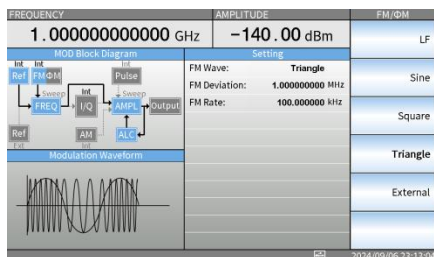 FREQUENCY
AMPLITUDE
FM/ΦM
1.000000000000 GHz
-140.00 dBm
LF
MOD Block Diagram
Setting
Int Int Int
Ref FM ΦM Pulse
Sweep Sweep
FREQ I/Q AMPL Output
Int
Ref AM ALC
Ext
FM Wave: Triangle
FM Deviation: 1.000000000 MHz
FM Rate: 100.000000 kHz
Sine
Square
Modulation Waveform
Triangle
External
2024/09/06 23:13:04